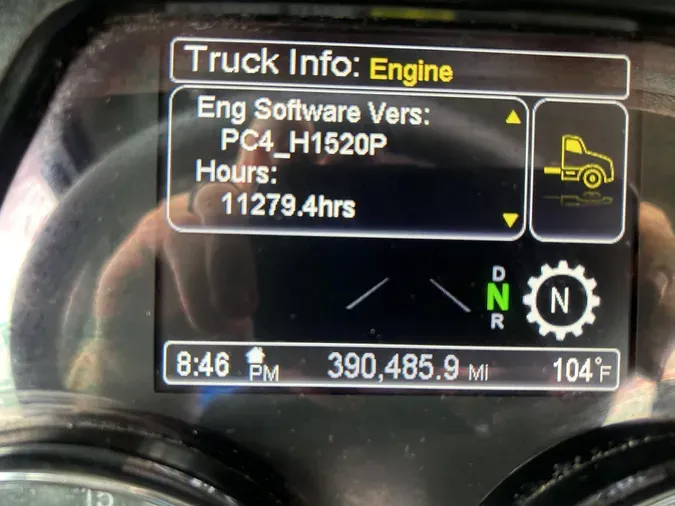 Truck Info: Engine
Eng Software Vers:
PC4_H1520P
Hours:
11279.4hrs
D
N
R
N
8:46 PM 390,485.9 Mi 104°F